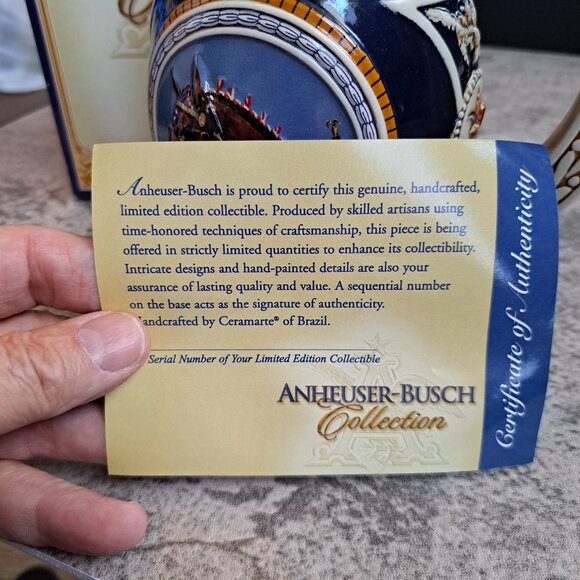 Anheuser-Busch is proud to certify this genuine, handcrafted,
limited edition collectible. Produced by skilled artisans using
time-honored techniques of craftsmanship, this piece is being
offered in strictly limited quantities to enhance its collectibility.
Intricate designs and hand-painted details are also your
assurance of lasting quality and value. A sequential number
on the base acts as the signature of authenticity.
Handcrafted by Ceramarte® of Brazil.
Serial Number of Your Limited Edition Collectible
ANHEUSER-BUSCH
Collection
Certificate of Authenticity